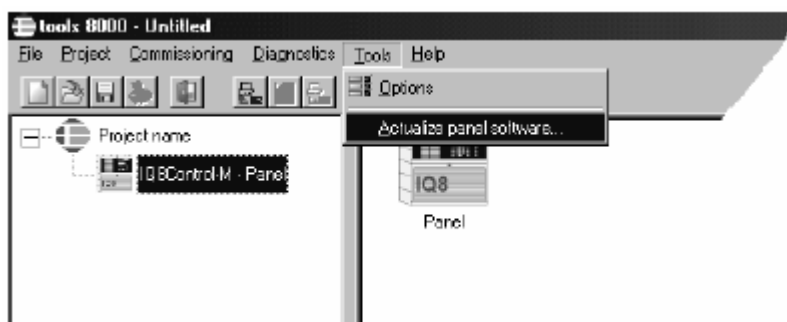 tools 8000 - Untitled
File Project Commissioning Diagnostics Tools Help
Options
Actualize panel software...
Project name
IQ8Control-M - Panel
IQ8
Panel